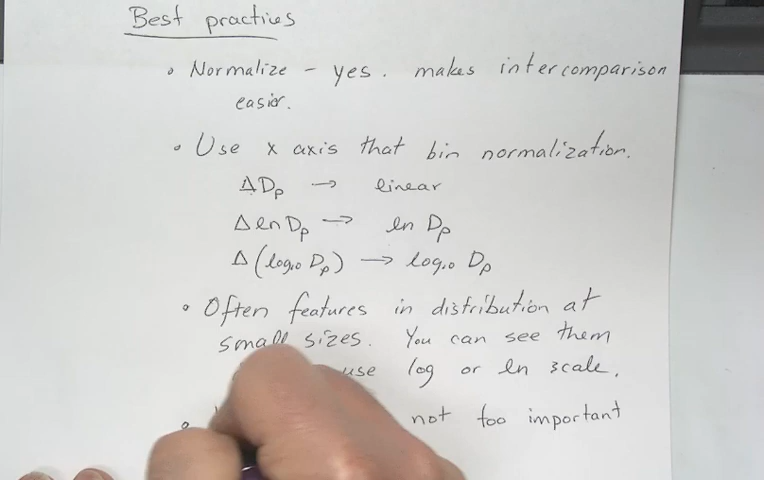 Best practices
• Normalize - yes. makes intercomparison
easier.
• Use x axis that bin normalization.
ΔDp → linear
Δ ln Dp → ln Dp
Δ(log10 Dp) → log10 Dp
• Often features in distribution at
small sizes. You can see them
use log or ln scale.
• not too important